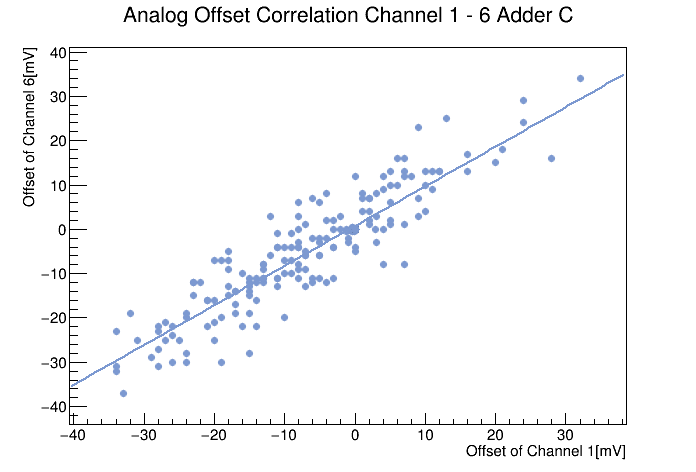 Analog Offset Correlation Channel 1 - 6 Adder C
Offset of Channel 6[mV]
40
30
20
10
0
−10
−20
−30
−40
−40 −30 −20 −10 0 10 20 30
Offset of Channel 1[mV]